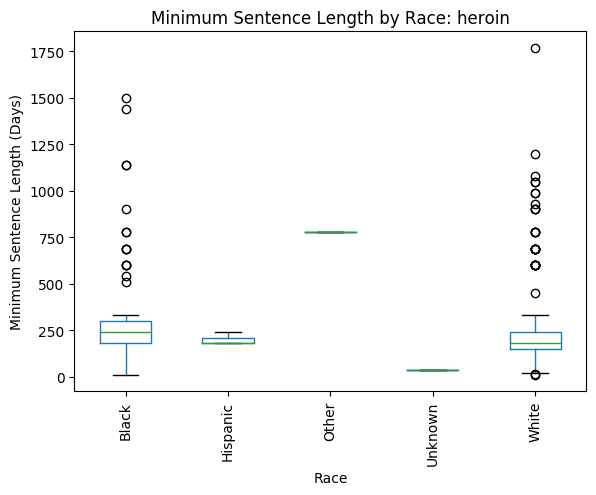 Minimum Sentence Length by Race: heroin
Minimum Sentence Length (Days)
1750
1500
1250
1000
750
500
250
0
Black
Hispanic
Other
Unknown
White
Race